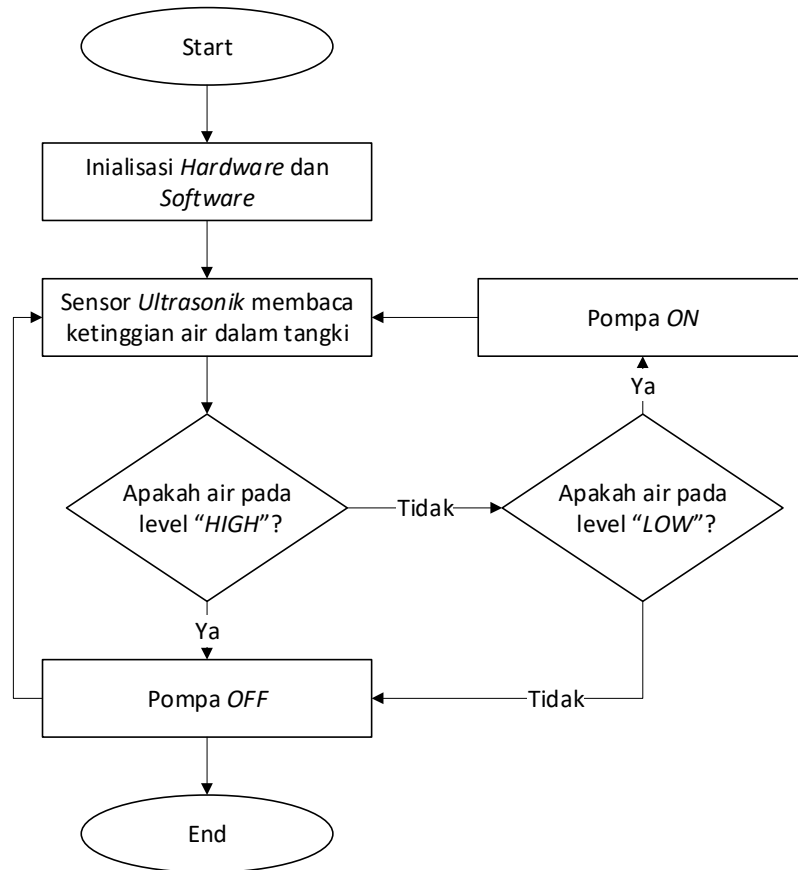 Start
Inialisasi Hardware dan
Software
Sensor Ultrasonik membaca
ketinggian air dalam tangki
Pompa ON
Ya
Apakah air pada
level “HIGH”?
Tidak
Apakah air pada
level “LOW”?
Ya
Pompa OFF
Tidak
End